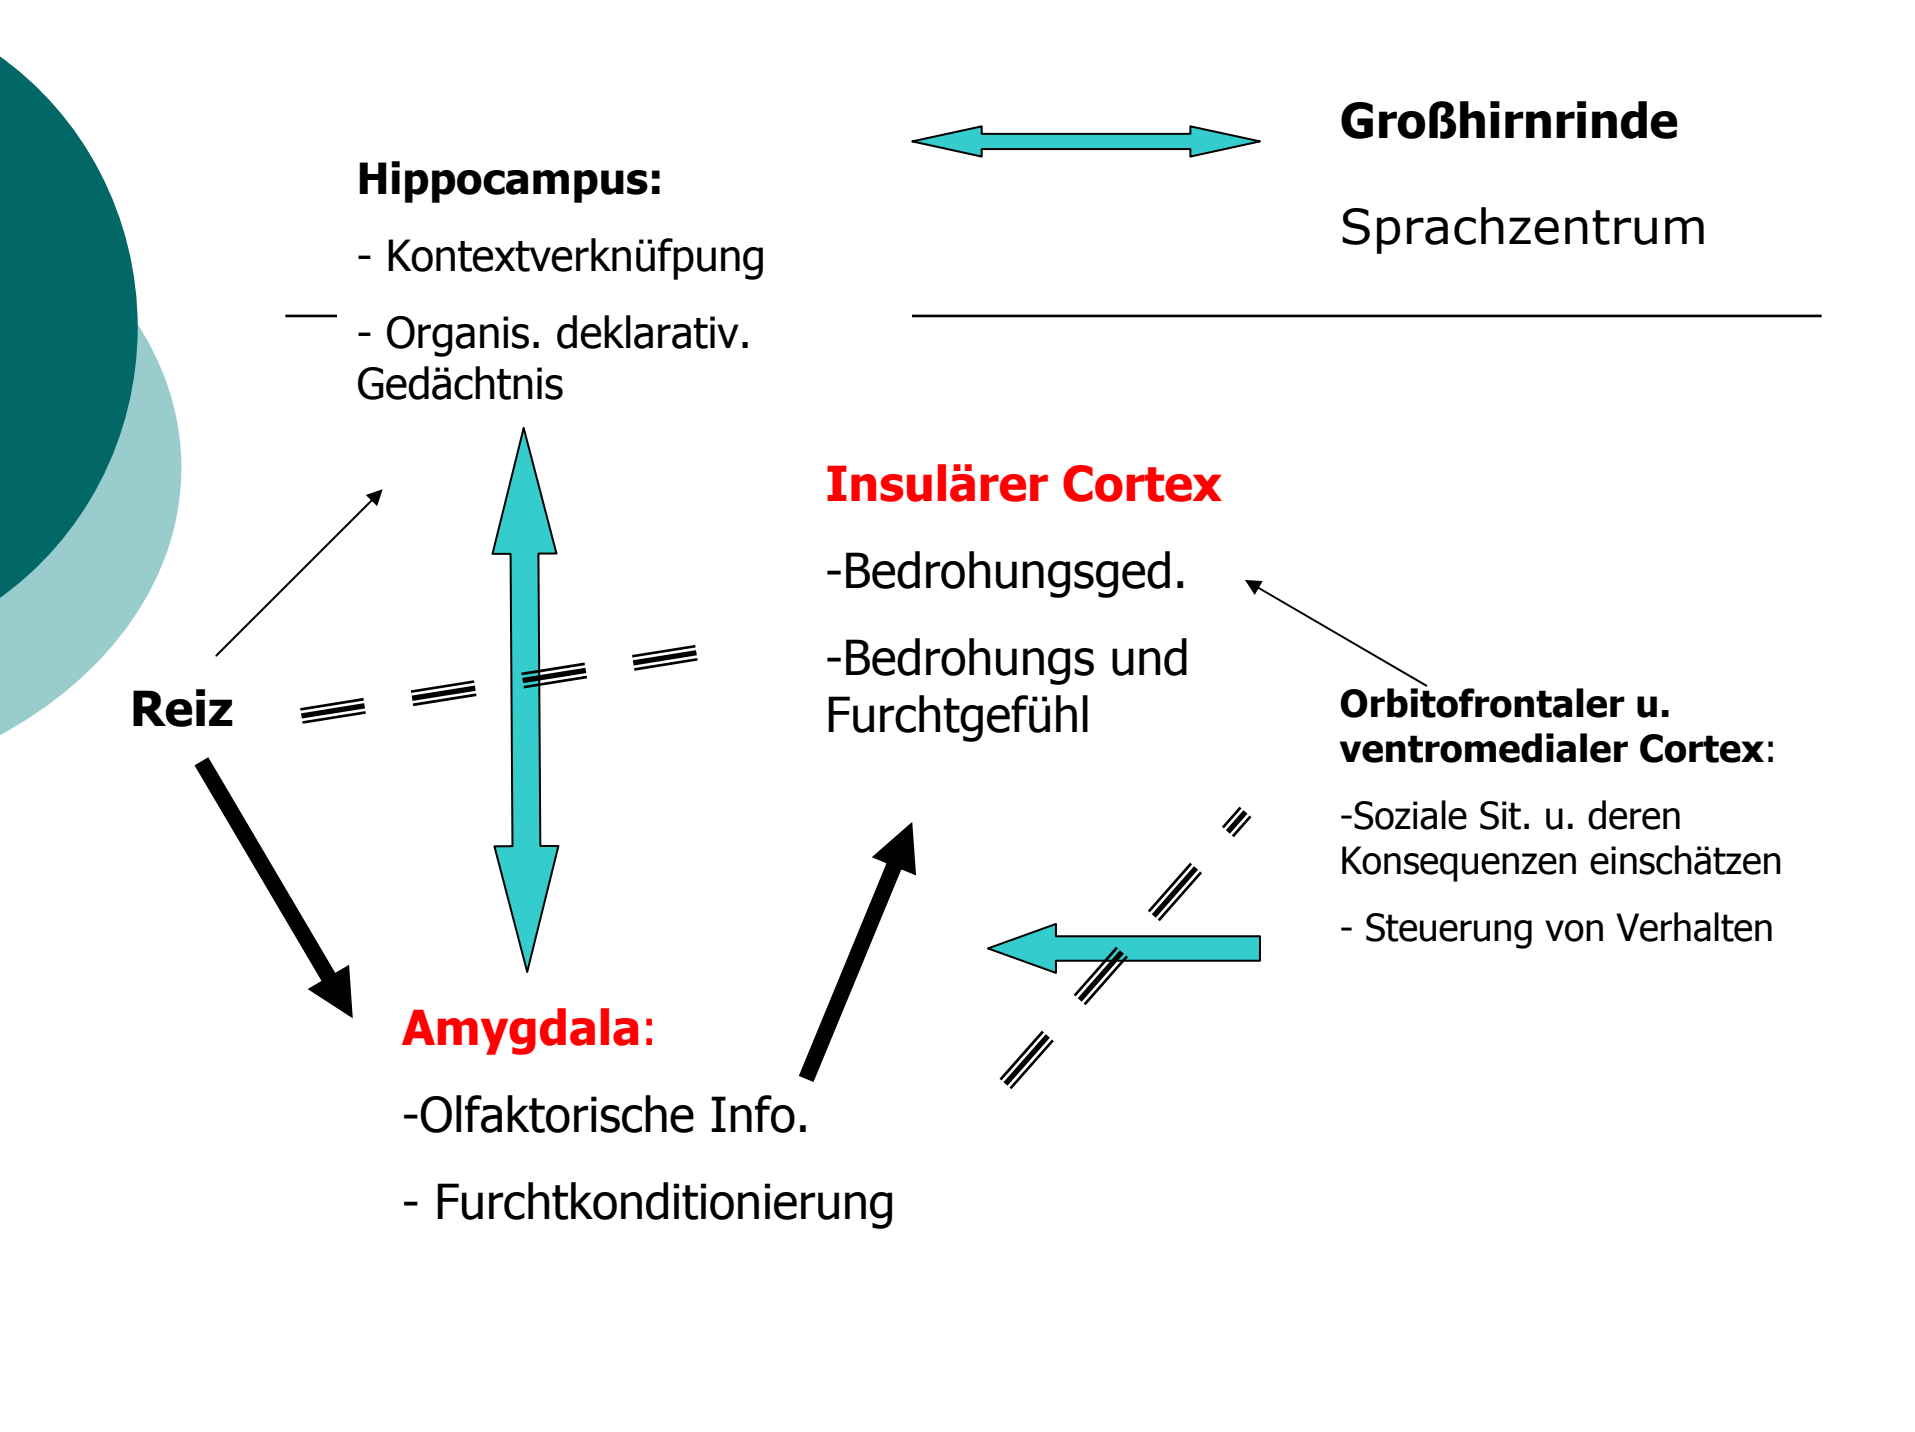 Großhirnrinde
Sprachzentrum
Hippocampus:
- Kontextverknüfpung
- Organis. deklarativ.
Gedächtnis
Insulärer Cortex
-Bedrohungsged.
-Bedrohungs und
Furchtgefühl
Reiz
Orbitofrontaler u.
ventromedialer Cortex:
-Soziale Sit. u. deren
Konsequenzen einschätzen
- Steuerung von Verhalten
Amygdala:
-Olfaktorische Info.
- Furchtkonditionierung